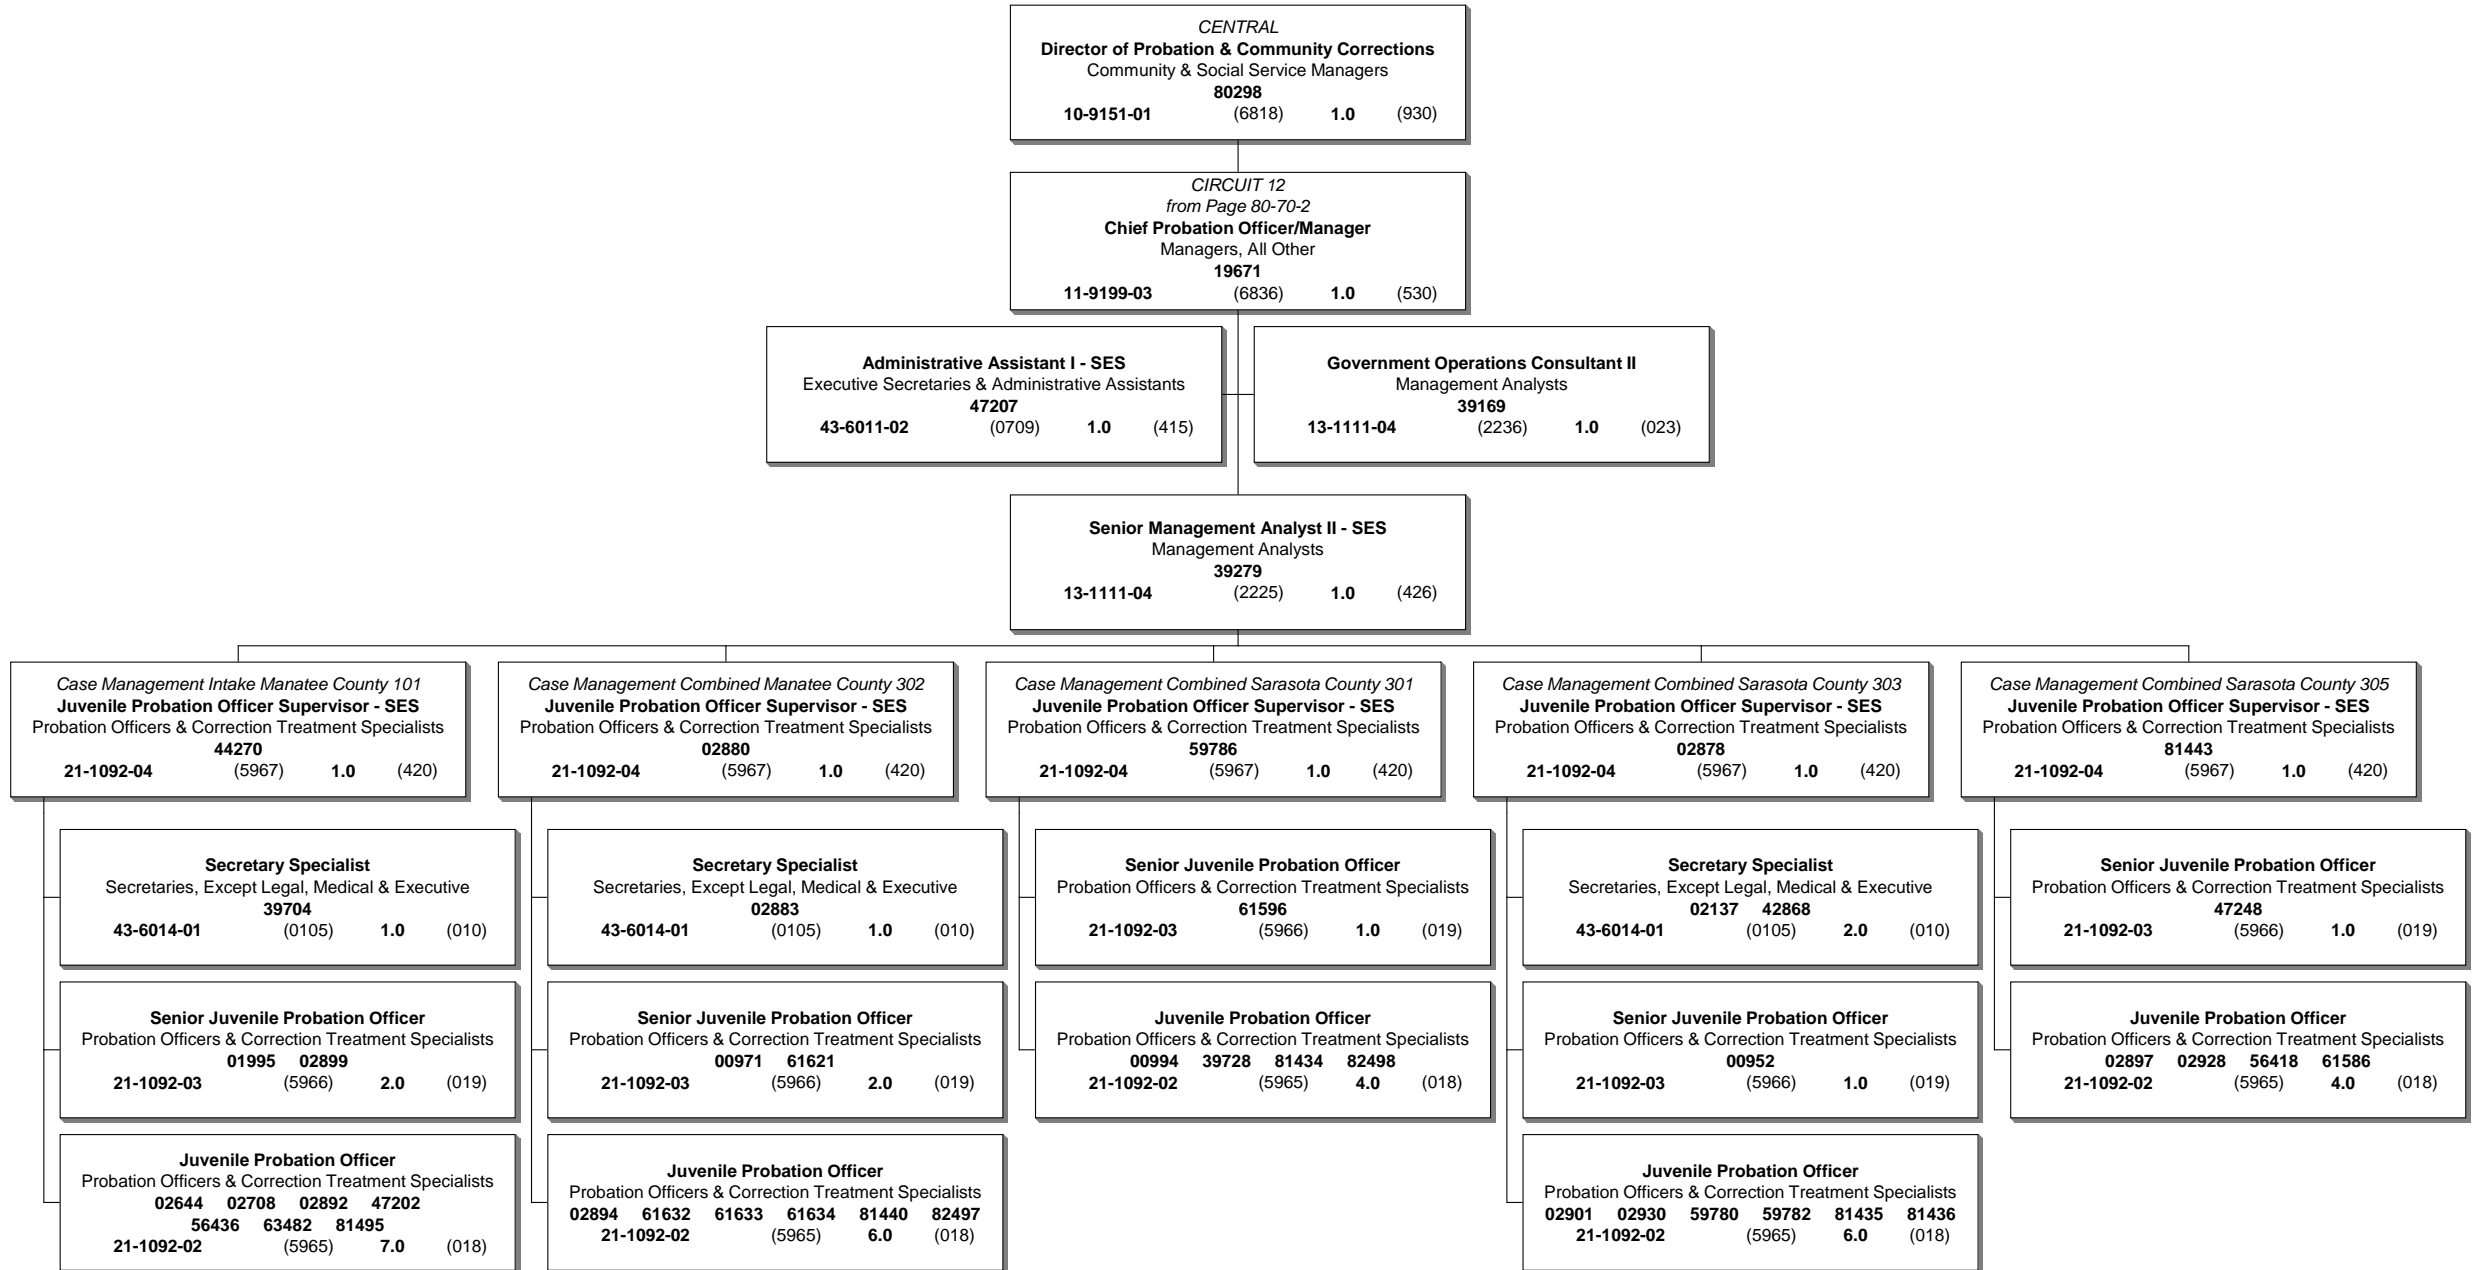 CENTRAL
Director of Probation & Community Corrections
Community & Social Service Managers
80298
10-9151-01 (6818) 1.0 (930)
CIRCUIT 12
from Page 80-70-2
Chief Probation Officer/Manager
Managers, All Other
19671
11-9199-03 (6836) 1.0 (530)
Administrative Assistant I - SES
Executive Secretaries & Administrative Assistants
47207
43-6011-02 (0709) 1.0 (415)
Government Operations Consultant II
Management Analysts
39169
13-1111-04 (2236) 1.0 (023)
Senior Management Analyst II - SES
Management Analysts
39279
13-1111-04 (2225) 1.0 (426)
Case Management Intake Manatee County 101
Juvenile Probation Officer Supervisor - SES
Probation Officers & Correction Treatment Specialists
44270
21-1092-04 (5967) 1.0 (420)
Secretary Specialist
Secretaries, Except Legal, Medical & Executive
39704
43-6014-01 (0105) 1.0 (010)
Senior Juvenile Probation Officer
Probation Officers & Correction Treatment Specialists
01995 02899
21-1092-03 (5966) 2.0 (019)
Juvenile Probation Officer
Probation Officers & Correction Treatment Specialists
02644 02708 02892 47202
56436 63482 81495
21-1092-02 (5965) 7.0 (018)
Case Management Combined Manatee County 302
Juvenile Probation Officer Supervisor - SES
Probation Officers & Correction Treatment Specialists
02880
21-1092-04 (5967) 1.0 (420)
Secretary Specialist
Secretaries, Except Legal, Medical & Executive
02883
43-6014-01 (0105) 1.0 (010)
Senior Juvenile Probation Officer
Probation Officers & Correction Treatment Specialists
00971 61621
21-1092-03 (5966) 2.0 (019)
Juvenile Probation Officer
Probation Officers & Correction Treatment Specialists
02894 61632 61633 61634 81440 82497
21-1092-02 (5965) 6.0 (018)
Case Management Combined Sarasota County 301
Juvenile Probation Officer Supervisor - SES
Probation Officers & Correction Treatment Specialists
59786
21-1092-04 (5967) 1.0 (420)
Senior Juvenile Probation Officer
Probation Officers & Correction Treatment Specialists
61596
21-1092-03 (5966) 1.0 (019)
Juvenile Probation Officer
Probation Officers & Correction Treatment Specialists
00994 39728 81434 82498
21-1092-02 (5965) 4.0 (018)
Case Management Combined Sarasota County 303
Juvenile Probation Officer Supervisor - SES
Probation Officers & Correction Treatment Specialists
02878
21-1092-04 (5967) 1.0 (420)
Secretary Specialist
Secretaries, Except Legal, Medical & Executive
02137 42868
43-6014-01 (0105) 2.0 (010)
Senior Juvenile Probation Officer
Probation Officers & Correction Treatment Specialists
00952
21-1092-03 (5966) 1.0 (019)
Juvenile Probation Officer
Probation Officers & Correction Treatment Specialists
02901 02930 59780 59782 81435 81436
21-1092-02 (5965) 6.0 (018)
Case Management Combined Sarasota County 305
Juvenile Probation Officer Supervisor - SES
Probation Officers & Correction Treatment Specialists
81443
21-1092-04 (5967) 1.0 (420)
Senior Juvenile Probation Officer
Probation Officers & Correction Treatment Specialists
47248
21-1092-03 (5966) 1.0 (019)
Juvenile Probation Officer
Probation Officers & Correction Treatment Specialists
02897 02928 56418 61586
21-1092-02 (5965) 4.0 (018)